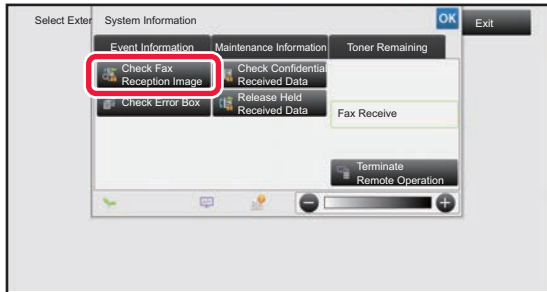 Select Exter
System Information
OK
Exit
Event Information
Maintenance Information
Toner Remaining
Check Fax
Reception Image
Check Confidential
Received Data
Check Error Box
Release Held
Received Data
Fax Receive
Terminate
Remote Operation